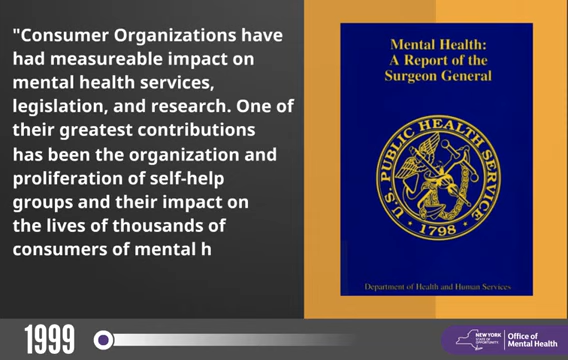 "Consumer Organizations have
had measureable impact on
mental health services,
legislation, and research. One of
their greatest contributions
has been the organization and
proliferation of self-help
groups and their impact on
the lives of thousands of
consumers of mental h
Mental Health:
A Report of the
Surgeon General
U.S. PUBLIC HEALTH SERVICE
1798
Department of Health and Human Services
1999
NEW YORK
STATE OF
OPPORTUNITY
Office of
Mental Health